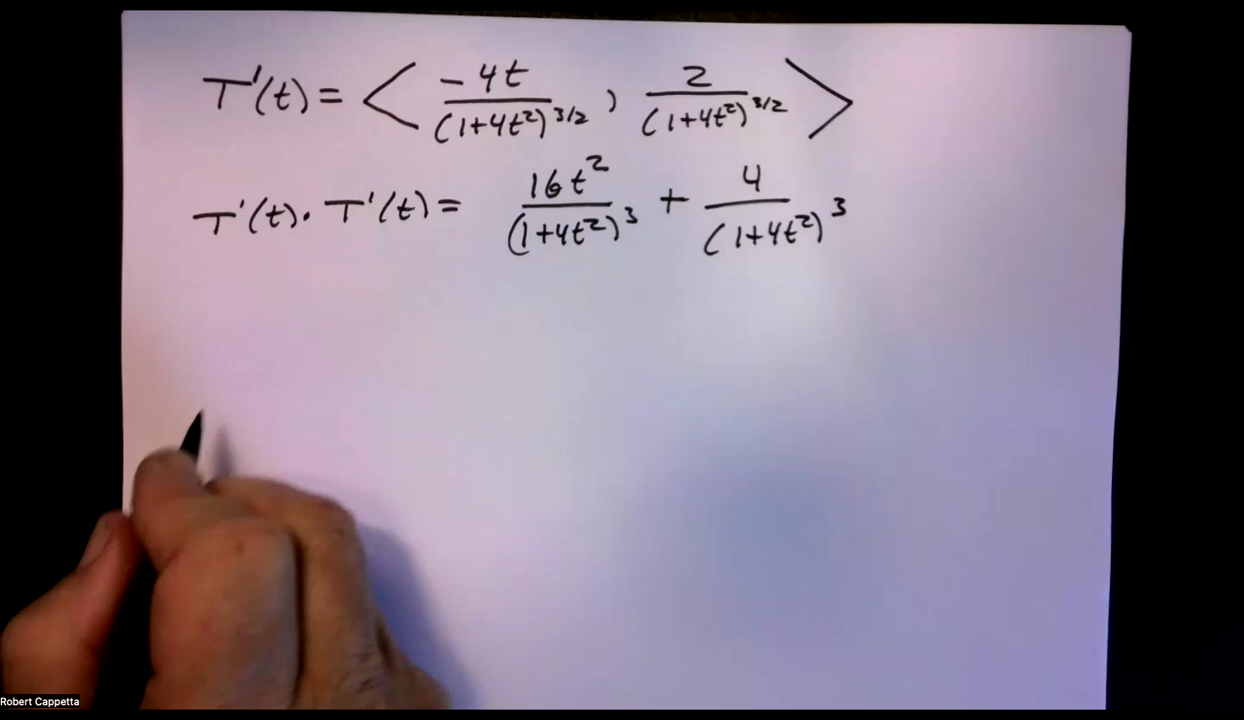 T'(t) = < -4t/(1+4t²)^3/2 , 2/(1+4t²)^3/2 >
T'(t) · T'(t) = 16t²/(1+4t²)³ + 4/(1+4t²)³
Robert Cappetta